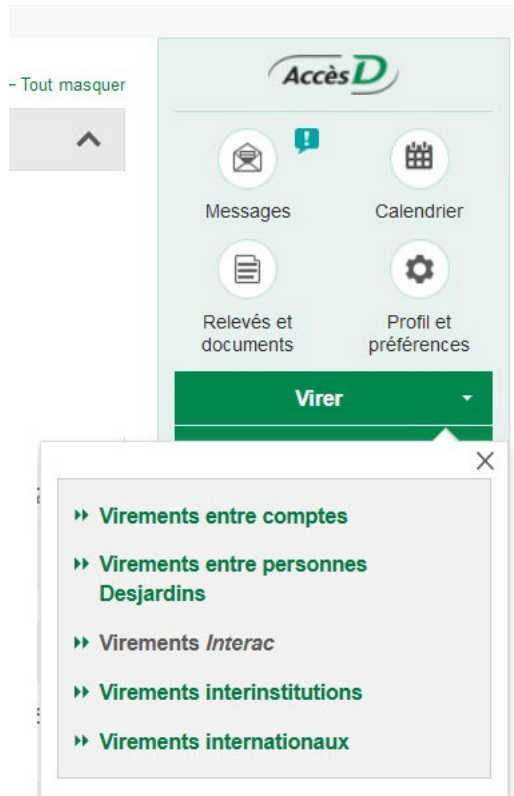 – Tout masquer
AccèsD
Messages
Calendrier
Relevés et
documents
Profil et
préférences
Virer
Virements entre comptes
Virements entre personnes
Desjardins
Virements Interac
Virements interinstitutions
Virements internationaux